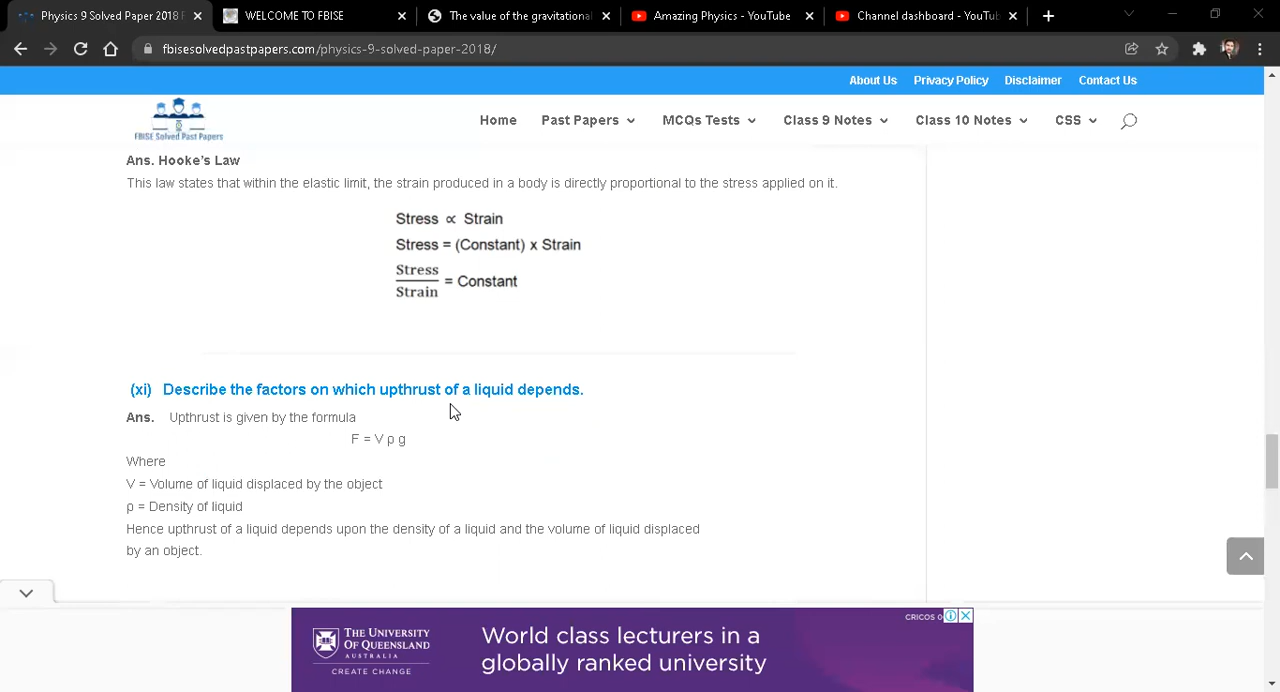 Physics 9 Solved Paper 2018 F
WELCOME TO FBISE
The value of the gravitational
Amazing Physics - YouTube
Channel dashboard - YouTub
fbisesolvedpastpapers.com/physics-9-solved-paper-2018/
About Us Privacy Policy Disclaimer Contact Us
FBISE Solved Past Papers
Home Past Papers MCQs Tests Class 9 Notes Class 10 Notes CSS
Ans. Hooke's Law
This law states that within the elastic limit, the strain produced in a body is directly proportional to the stress applied on it.
Stress ∝ Strain
Stress = (Constant) x Strain
Stress
Strain = Constant
(xi) Describe the factors on which upthrust of a liquid depends.
Ans. Upthrust is given by the formula
F = V ρ g
Where
V = Volume of liquid displaced by the object
ρ = Density of liquid
Hence upthrust of a liquid depends upon the density of a liquid and the volume of liquid displaced
by an object.
CRICOS 0
THE UNIVERSITY
OF QUEENSLAND
AUSTRALIA
CREATE CHANGE
World class lecturers in a
globally ranked university